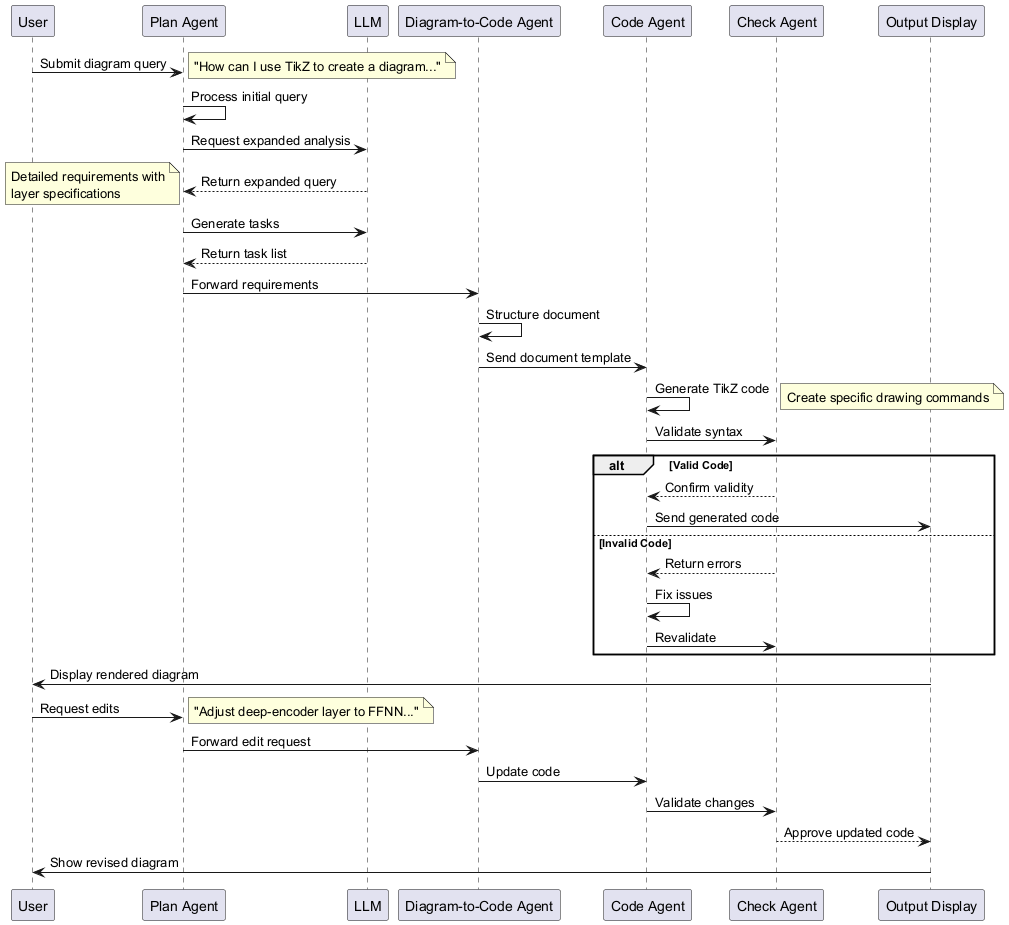 User
Plan Agent
LLM
Diagram-to-Code Agent
Code Agent
Check Agent
Output Display
Submit diagram query
"How can I use TikZ to create a diagram..."
Process initial query
Request expanded analysis
Detailed requirements with
layer specifications
Return expanded query
Generate tasks
Return task list
Forward requirements
Structure document
Send document template
Generate TikZ code
Create specific drawing commands
Validate syntax
alt
[Valid Code]
Confirm validity
Send generated code
[Invalid Code]
Return errors
Fix issues
Revalidate
Display rendered diagram
Request edits
"Adjust deep-encoder layer to FFNN..."
Forward edit request
Update code
Validate changes
Approve updated code
Show revised diagram
User
Plan Agent
LLM
Diagram-to-Code Agent
Code Agent
Check Agent
Output Display